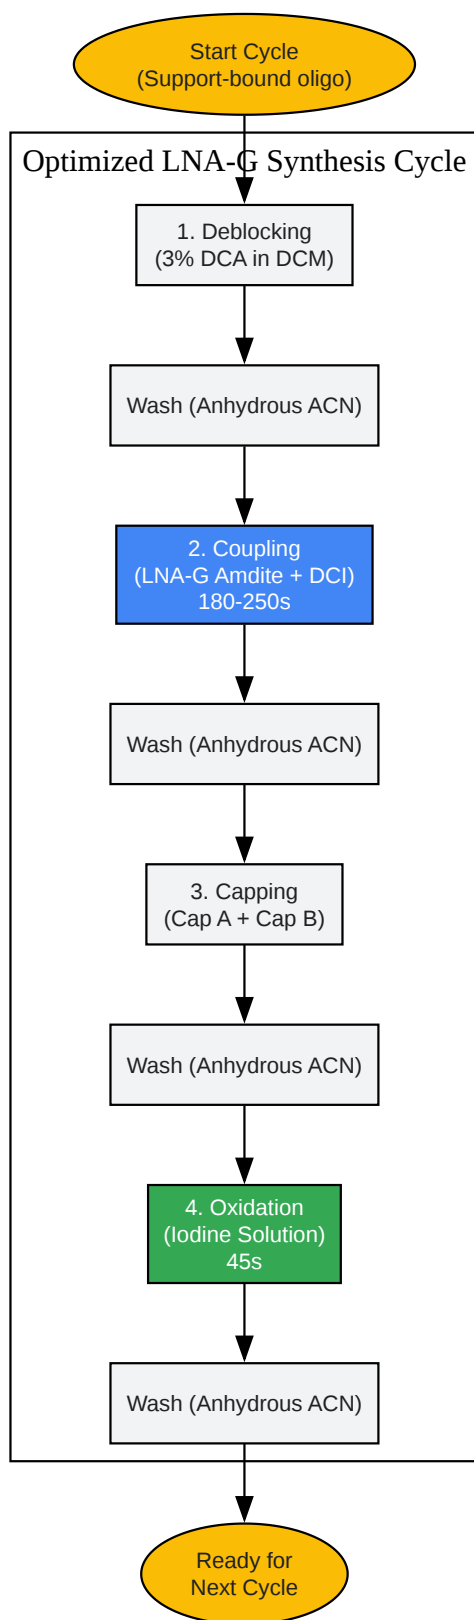 Start Cycle
(Support-bound oligo)
Optimized LNA-G Synthesis Cycle
1. Deblocking
(3% DCA in DCM)
Wash (Anhydrous ACN)
2. Coupling
(LNA-G Amdite + DCI)
180-250s
Wash (Anhydrous ACN)
3. Capping
(Cap A + Cap B)
Wash (Anhydrous ACN)
4. Oxidation
(Iodine Solution)
45s
Wash (Anhydrous ACN)
Ready for
Next Cycle